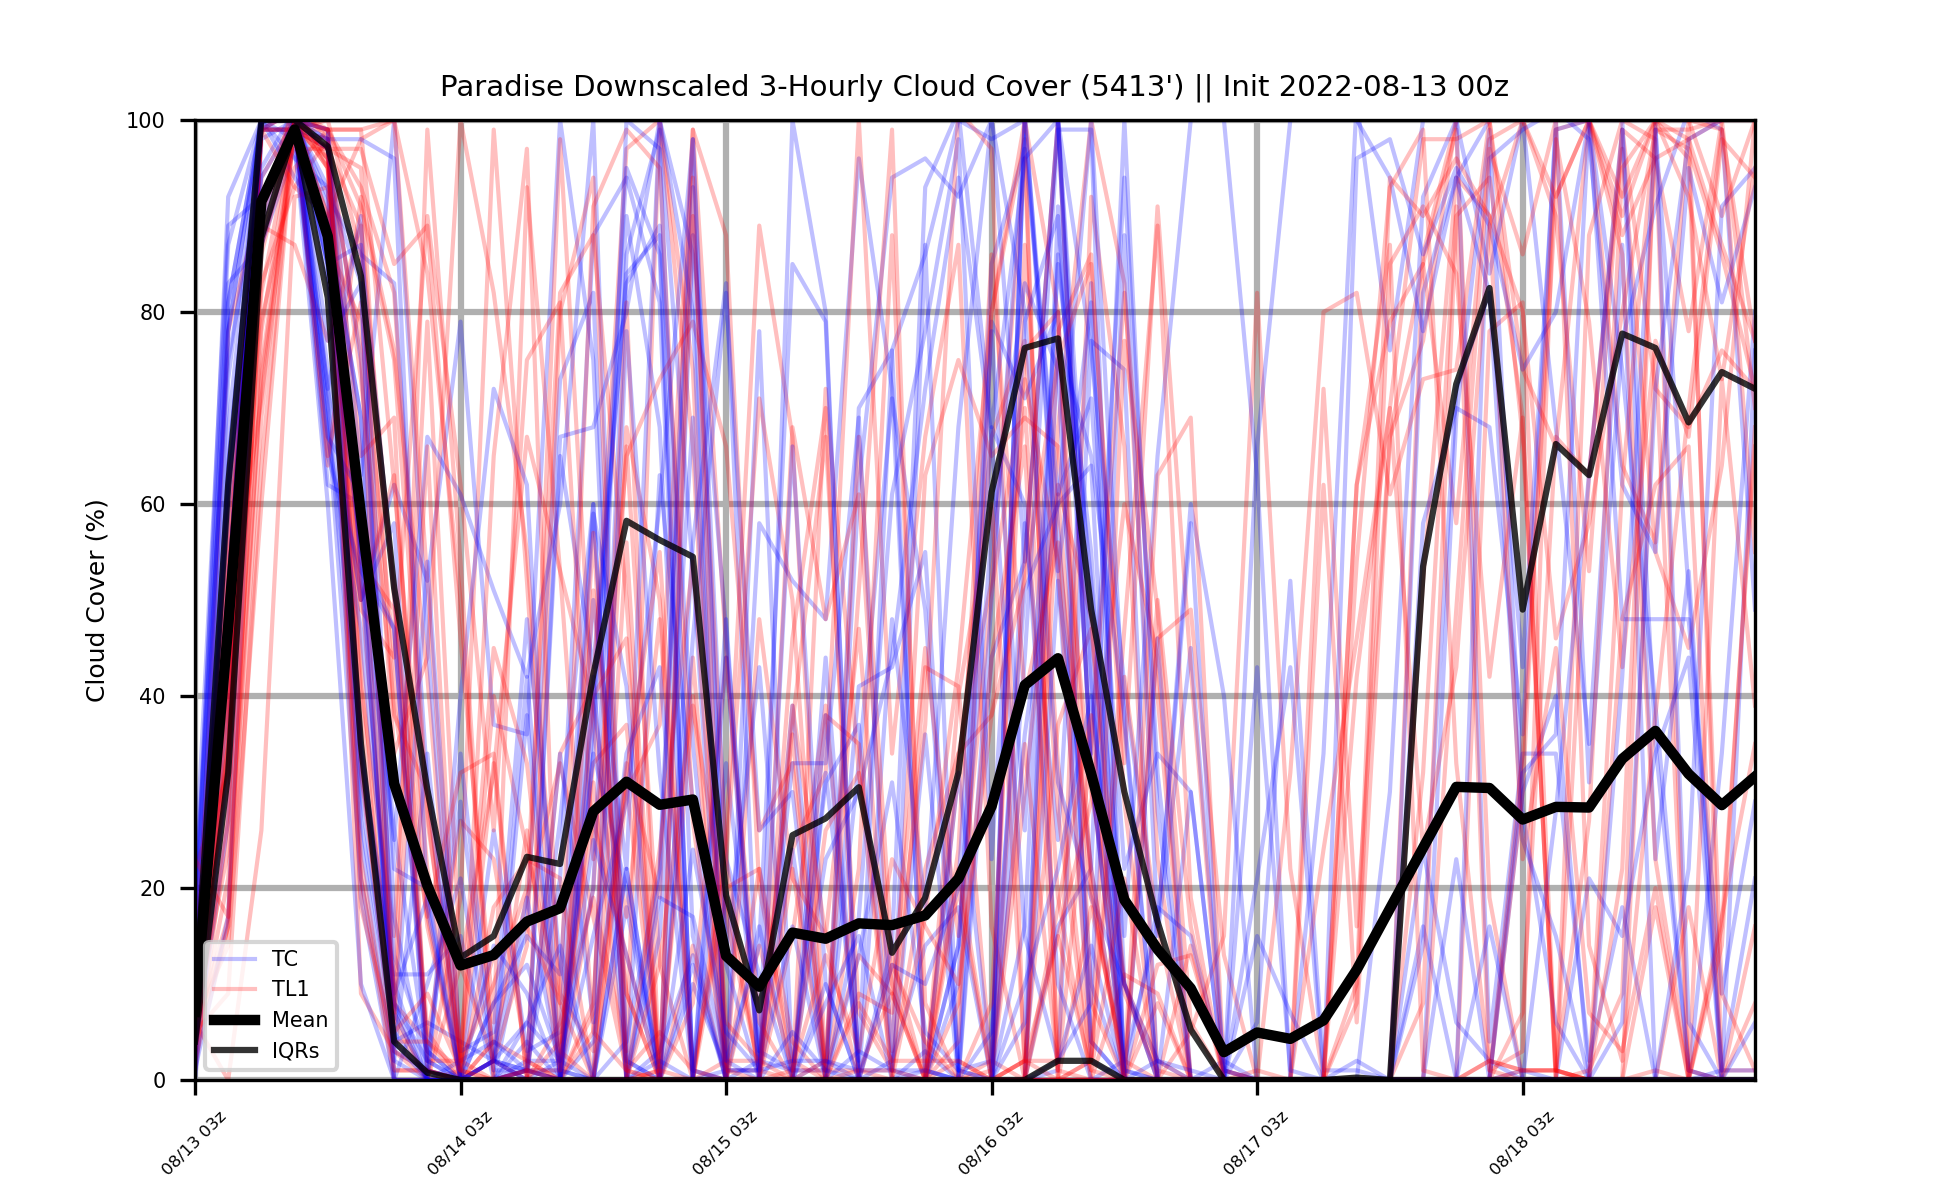 Paradise Downscaled 3-Hourly Cloud Cover (5413') || Init 2022-08-13 00z
Cloud Cover (%)
100
80
60
40
20
0
TC
TL1
Mean
IQRs
08/13 03z
08/14 03z
08/15 03z
08/16 03z
08/17 03z
08/18 03z